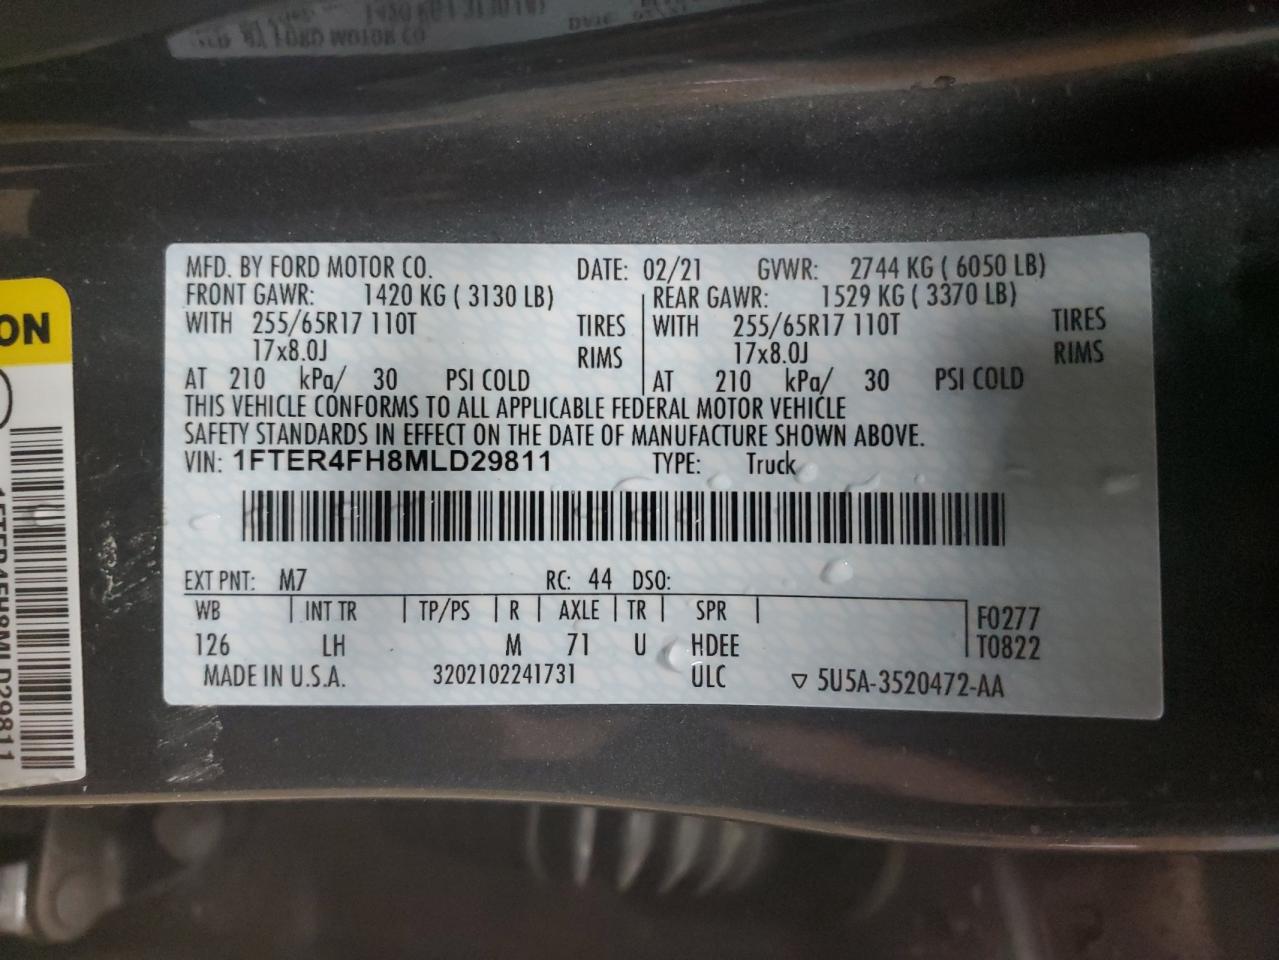 MFD. BY FORD MOTOR CO. DATE: 02/21 GVWR: 2744 KG ( 6050 LB)
FRONT GAWR: 1420 KG ( 3130 LB) REAR GAWR: 1529 KG ( 3370 LB)
WITH 255/65R17 110T TIRES WITH 255/65R17 110T TIRES
17x8.0J RIMS 17x8.0J RIMS
AT 210 kPa/ 30 PSI COLD AT 210 kPa/ 30 PSI COLD
THIS VEHICLE CONFORMS TO ALL APPLICABLE FEDERAL MOTOR VEHICLE
SAFETY STANDARDS IN EFFECT ON THE DATE OF MANUFACTURE SHOWN ABOVE.
VIN: 1FTER4FH8MLD29811 TYPE: Truck
EXT PNT: M7 RC: 44 DSO:
WB INT TR TP/PS R AXLE TR SPR F0277
126 LH M 71 U HDEE T0822
MADE IN U.S.A. 3202102241731 ULC ▽ 5U5A-3520472-AA
ON
1FTER4FH8MLD29811